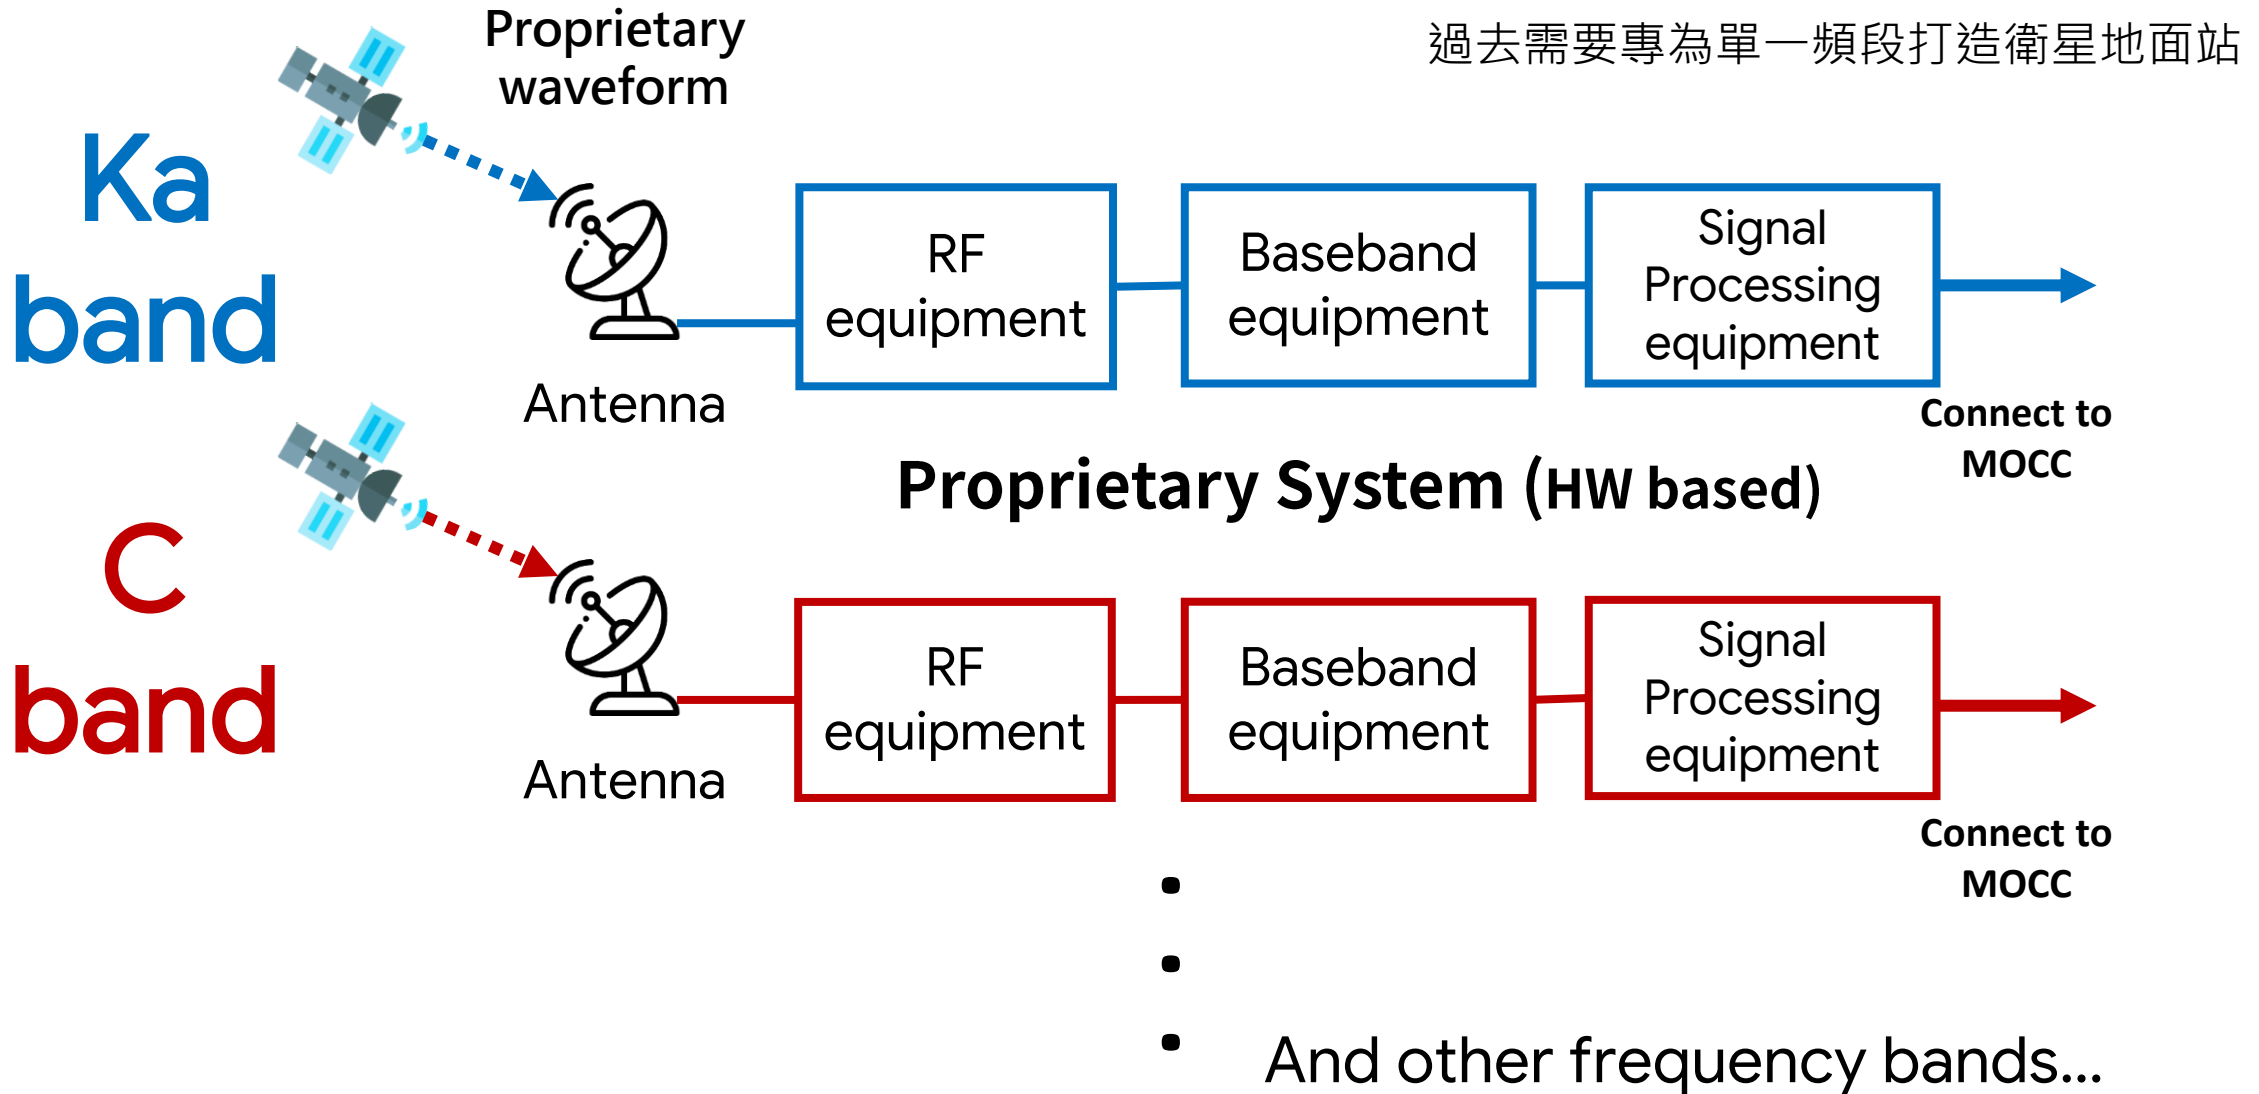 Proprietary
waveform
過去需要專為單一頻段打造衛星地面站
Ka
band
Antenna
RF
equipment
Baseband
equipment
Signal
Processing
equipment
Connect to
MOCC
Proprietary System (HW based)
C
band
Antenna
RF
equipment
Baseband
equipment
Signal
Processing
equipment
Connect to
MOCC
And other frequency bands...